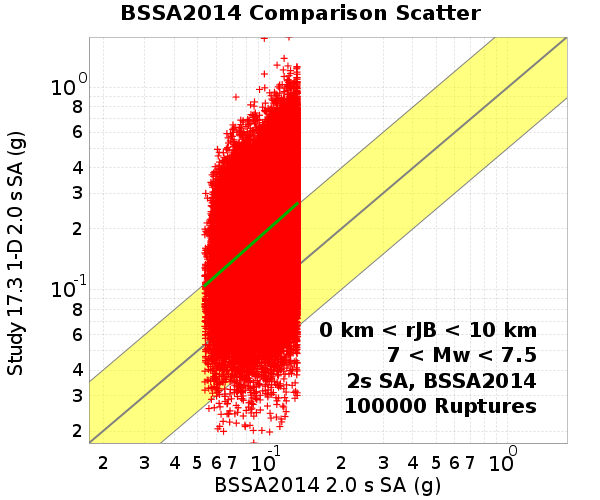 BSSA2014 Comparison Scatter
Study 17.3 1-D 2.0 s SA (g)
10^0
8
6
4
3
2
10^-1
8
6
4
3
2
0 km < rJB < 10 km
7 < Mw < 7.5
2s SA, BSSA2014
100000 Ruptures
2 3 4 5 6 7 10^-1 2 3 4 5 6 7 10^0
BSSA2014 2.0 s SA (g)